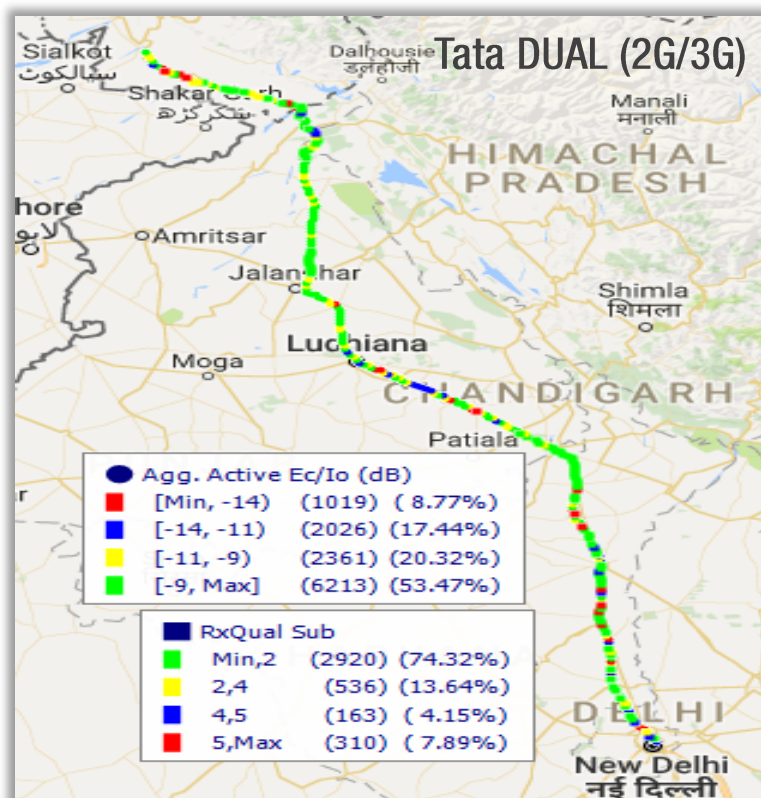 Tata DUAL (2G/3G)
Sialkot
سيالكوٹ
Dalhousie
डलहौजी
Manali
मनाली
HIMACHAL
PRADESH
hore
لاہو
Amritsar
Shimla
शिमला
Ludhiana
Moga
CHANDIGARH
Patiala
Agg. Active Ec/Io (dB)
[Min, -14) (1019) ( 8.77%)
[-14, -11) (2026) (17.44%)
[-11, -9) (2361) (20.32%)
[-9, Max] (6213) (53.47%)
RxQual Sub
Min,2 (2920) (74.32%)
2,4 (536) (13.64%)
4,5 (163) ( 4.15%)
5,Max (310) ( 7.89%)
DELHI
New Delhi
नई दिल्ली